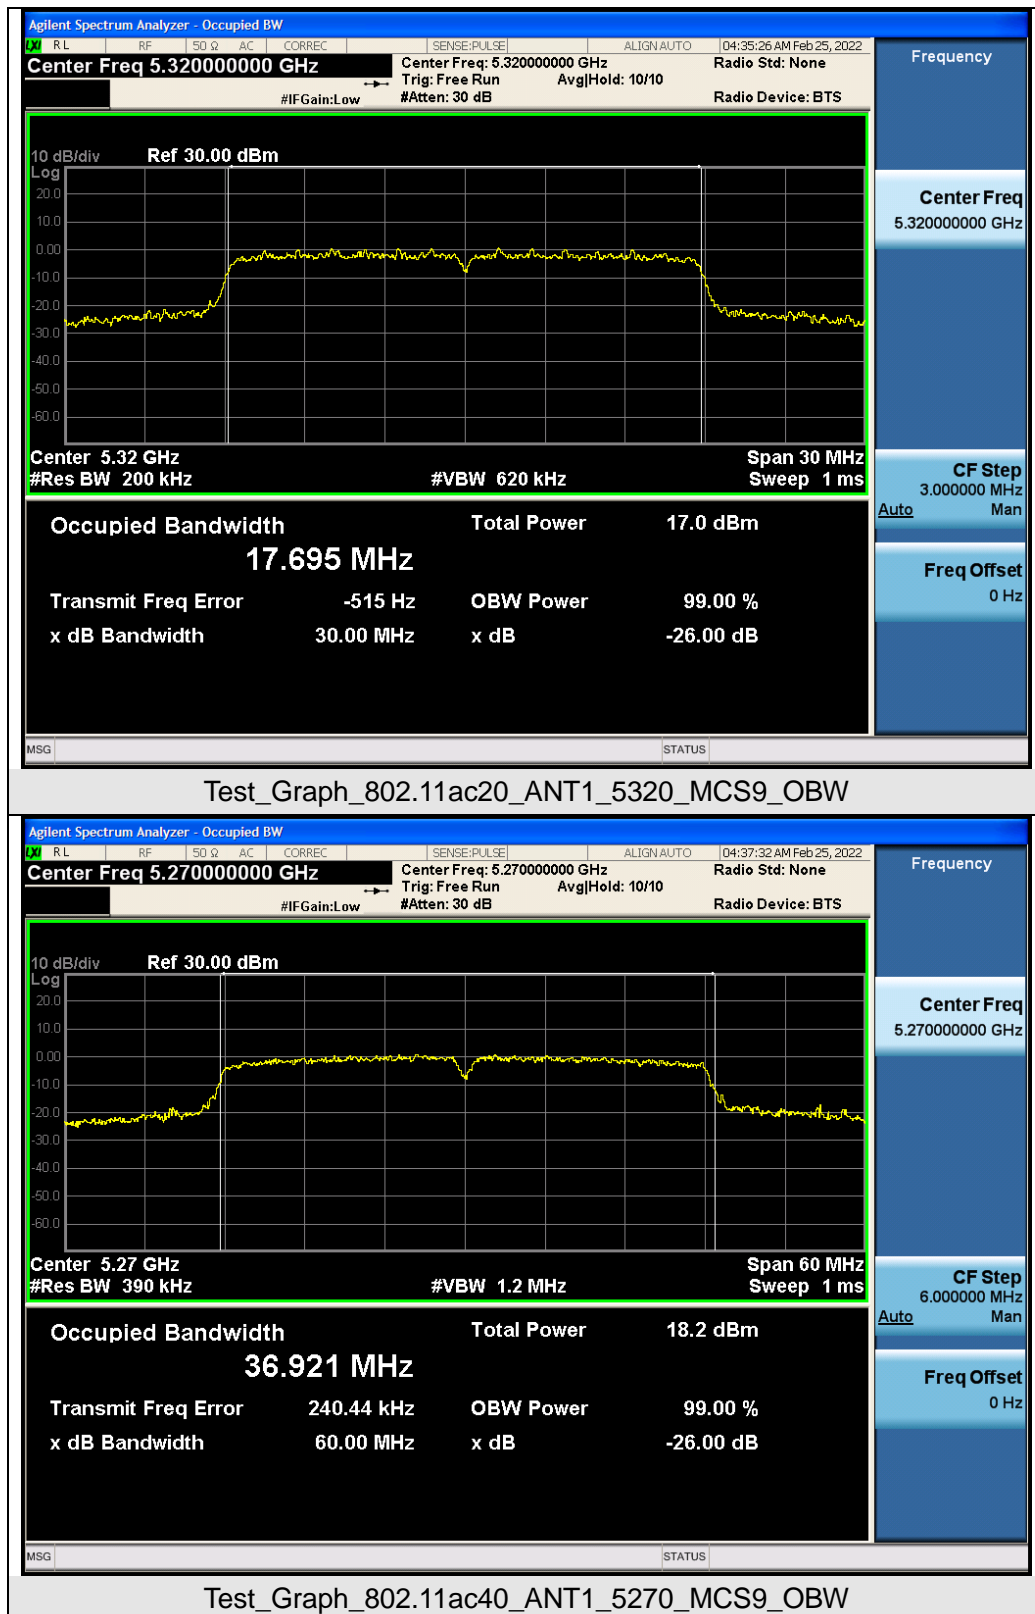 Agilent Spectrum Analyzer - Occupied BW
LXI RL RF 50 Ω AC CORREC SENSE:PULSE ALIGN AUTO 04:35:26 AM Feb 25, 2022
Center Freq 5.320000000 GHz Center Freq: 5.320000000 GHz Radio Std: None
Trig: Free Run Avg|Hold: 10/10
#IFGain:Low #Atten: 30 dB Radio Device: BTS
Frequency
10 dB/div Ref 30.00 dBm
Log
20.0
10.0
0.00
-10.0
-20.0
-30.0
-40.0
-50.0
-60.0
Center 5.32 GHz Span 30 MHz
#Res BW 200 kHz #VBW 620 kHz Sweep 1 ms
Center Freq
5.320000000 GHz
CF Step
3.000000 MHz
Auto Man
Freq Offset
0 Hz
Occupied Bandwidth Total Power 17.0 dBm
17.695 MHz
Transmit Freq Error -515 Hz OBW Power 99.00 %
x dB Bandwidth 30.00 MHz x dB -26.00 dB
MSG STATUS
Test_Graph_802.11ac20_ANT1_5320_MCS9_OBW
Agilent Spectrum Analyzer - Occupied BW
LXI RL RF 50 Ω AC CORREC SENSE:PULSE ALIGN AUTO 04:37:32 AM Feb 25, 2022
Center Freq 5.270000000 GHz Center Freq: 5.270000000 GHz Radio Std: None
Trig: Free Run Avg|Hold: 10/10
#IFGain:Low #Atten: 30 dB Radio Device: BTS
Frequency
10 dB/div Ref 30.00 dBm
Log
20.0
10.0
0.00
-10.0
-20.0
-30.0
-40.0
-50.0
-60.0
Center 5.27 GHz Span 60 MHz
#Res BW 390 kHz #VBW 1.2 MHz Sweep 1 ms
Center Freq
5.270000000 GHz
CF Step
6.000000 MHz
Auto Man
Freq Offset
0 Hz
Occupied Bandwidth Total Power 18.2 dBm
36.921 MHz
Transmit Freq Error 240.44 kHz OBW Power 99.00 %
x dB Bandwidth 60.00 MHz x dB -26.00 dB
MSG STATUS
Test_Graph_802.11ac40_ANT1_5270_MCS9_OBW